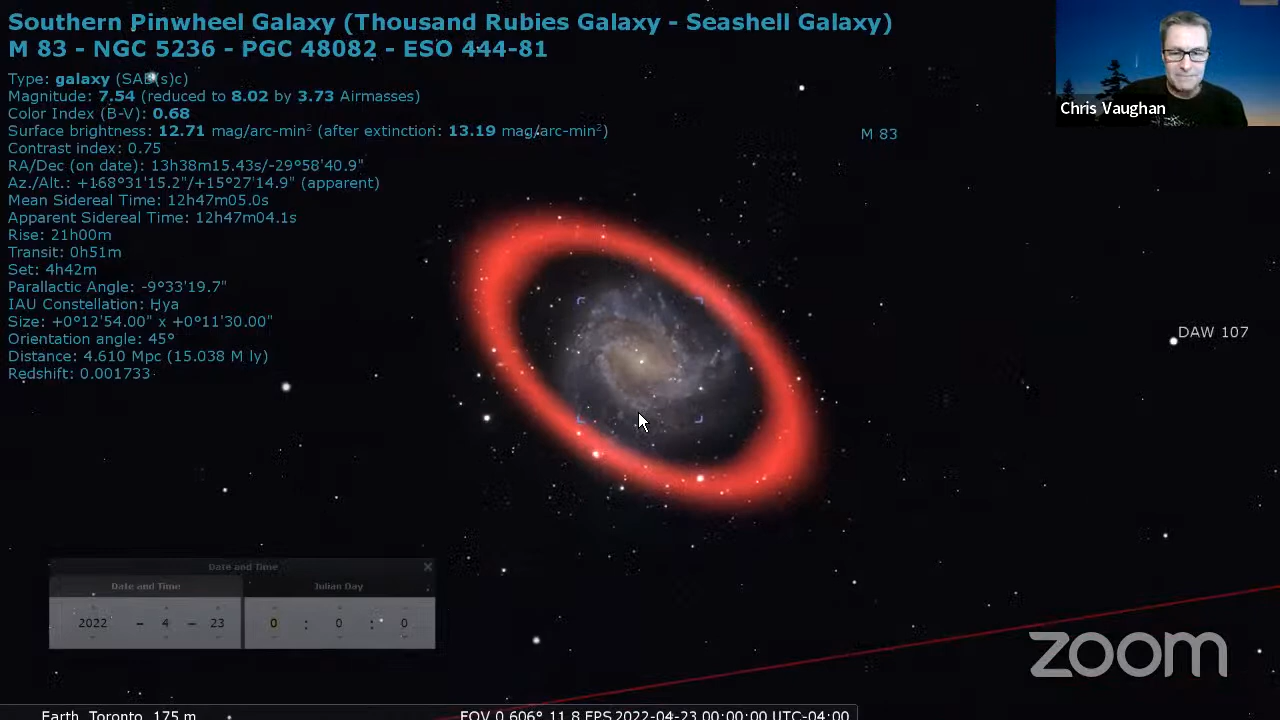 Southern Pinwheel Galaxy (Thousand Rubies Galaxy - Seashell Galaxy)
M 83 - NGC 5236 - PGC 48082 - ESO 444-81
Type: galaxy (SAB(s)c)
Magnitude: 7.54 (reduced to 8.02 by 3.73 Airmasses)
Color Index (B-V): 0.68
Surface brightness: 12.71 mag/arc-min² (after extinction: 13.19 mag/arc-min²)
Contrast index: 0.75
RA/Dec (on date): 13h38m15.43s/-29°58'40.9"
Az./Alt.: +168°31'15.2"/+15°27'14.9" (apparent)
Mean Sidereal Time: 12h47m05.0s
Apparent Sidereal Time: 12h47m04.1s
Rise: 21h00m
Transit: 0h51m
Set: 4h42m
Parallactic Angle: -9°33'19.7"
IAU Constellation: Hya
Size: +0°12'54.00" x +0°11'30.00"
Orientation angle: 45°
Distance: 4.610 Mpc (15.038 M ly)
Redshift: 0.001733
Chris Vaughan
M 83
DAW 107
Date and Time
Date and Time Julian Day
2022 - 4 - 23 0 : 0 : 0
zoom
Earth, Toronto, 175 m FOV 0.606° 11.8 FPS 2022-04-23 00:00:00 UTC-04:00